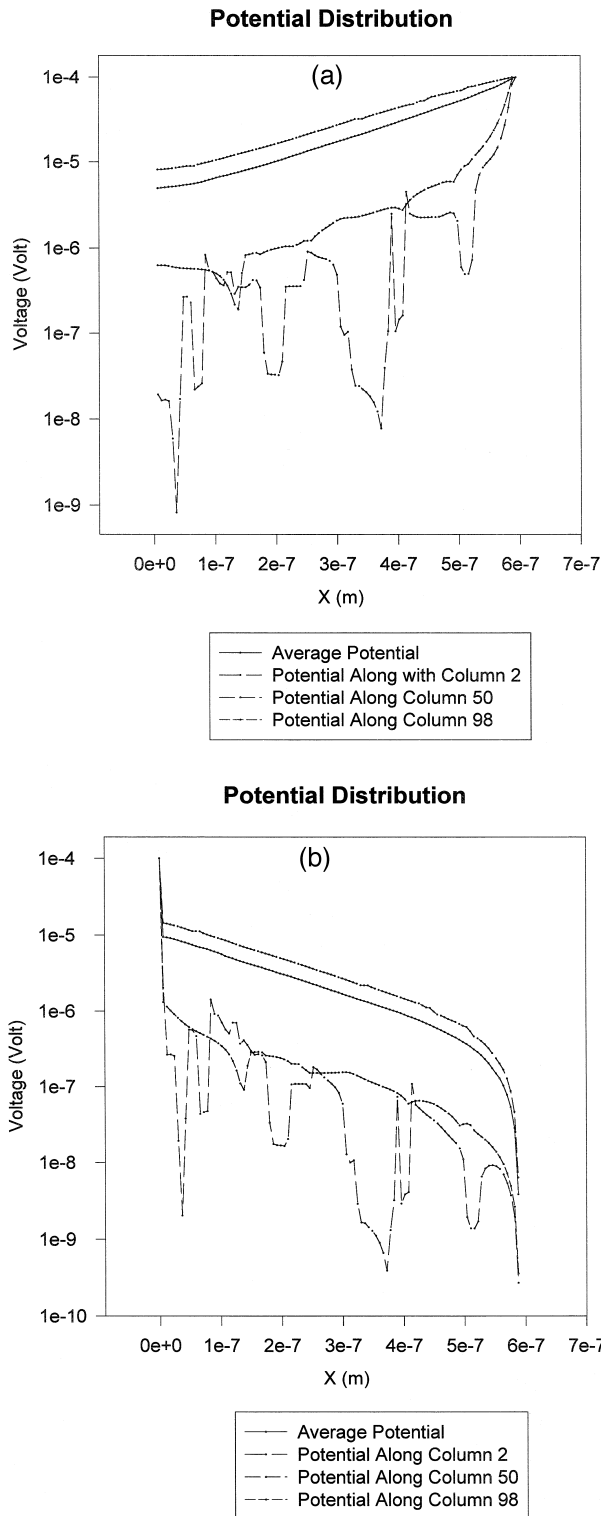 Potential Distribution
(a)
1e-4
1e-5
1e-6
1e-7
1e-8
1e-9
Voltage (Volt)
0e+0 1e-7 2e-7 3e-7 4e-7 5e-7 6e-7 7e-7
X (m)
Average Potential
Potential Along with Column 2
Potential Along Column 50
Potential Along Column 98
Potential Distribution
(b)
1e-4
1e-5
1e-6
1e-7
1e-8
1e-9
1e-10
Voltage (Volt)
0e+0 1e-7 2e-7 3e-7 4e-7 5e-7 6e-7 7e-7
X (m)
Average Potential
Potential Along Column 2
Potential Along Column 50
Potential Along Column 98